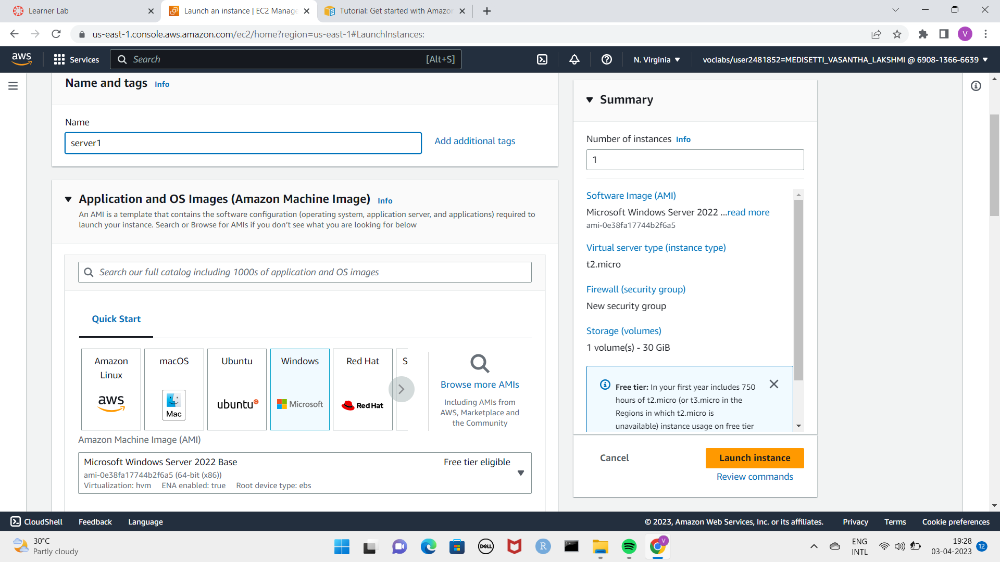 Learner Lab
Launch an instance | EC2 Manage
Tutorial: Get started with Amazon
us-east-1.console.aws.amazon.com/ec2/home?region=us-east-1#LaunchInstances:
V
aws
Services
Search
[Alt+S]
N. Virginia
voclabs/user2481852=MEDISETTI_VASANTHA_LAKSHMI @ 6908-1366-6639
Name and tags Info
Name
server1
Add additional tags
Application and OS Images (Amazon Machine Image) Info
An AMI is a template that contains the software configuration (operating system, application server, and applications) required to
launch your instance. Search or Browse for AMIs if you don't see what you are looking for below
Search our full catalog including 1000s of application and OS images
Quick Start
Amazon
Linux
aws
macOS
Mac
Ubuntu
ubuntu
Windows
Microsoft
Red Hat
Red Hat
S
Browse more AMIs
Including AMIs from
AWS, Marketplace and
the Community
Amazon Machine Image (AMI)
Microsoft Windows Server 2022 Base
Free tier eligible
ami-0e38fa17744b2f6a5 (64-bit (x86))
Virtualization: hvm ENA enabled: true Root device type: ebs
Summary
Number of instances Info
1
Software Image (AMI)
Microsoft Windows Server 2022 ...read more
ami-0e38fa17744b2f6a5
Virtual server type (instance type)
t2.micro
Firewall (security group)
New security group
Storage (volumes)
1 volume(s) - 30 GiB
Free tier: In your first year includes 750
hours of t2.micro (or t3.micro in the
Regions in which t2.micro is
unavailable) instance usage on free tier
Cancel
Launch instance
Review commands
CloudShell
Feedback
Language
© 2023, Amazon Web Services, Inc. or its affiliates.
Privacy
Terms
Cookie preferences
30°C
Partly cloudy
DELL
R
V
ENG
INTL
19:28
03-04-2023
12